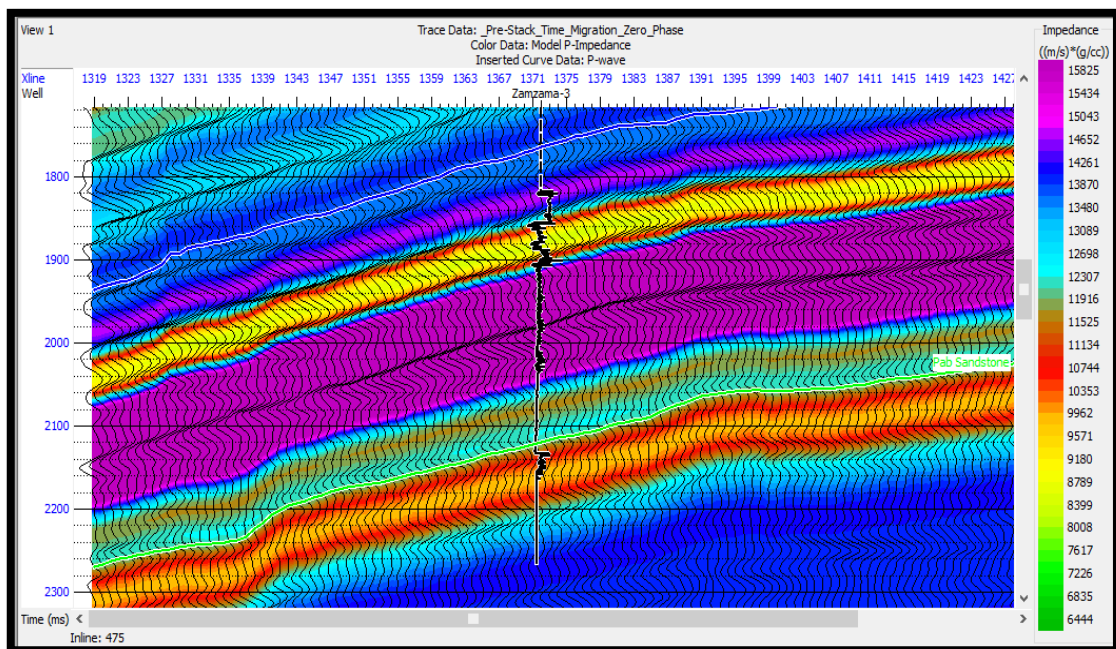 View 1
Trace Data: _Pre-Stack_Time_Migration_Zero_Phase
Color Data: Model P-Impedance
Inserted Curve Data: P-wave
Impedance
((m/s)*(g/cc))
Xline 1319 1323 1327 1331 1335 1339 1343 1347 1351 1355 1359 1363 1367 1371 1379 1383 1387 1391 1395 1399 1403 1407 1411 1415 1419 1423 1427
Well Zamzama-3
1800
1900
2000
2100
2200
2300
Pab Sandstone
15825
15434
15043
14652
14261
13870
13480
13089
12698
12307
11916
11525
11134
10744
10353
9962
9571
9180
8789
8399
8008
7617
7226
6835
6444
Time (ms)
Inline: 475